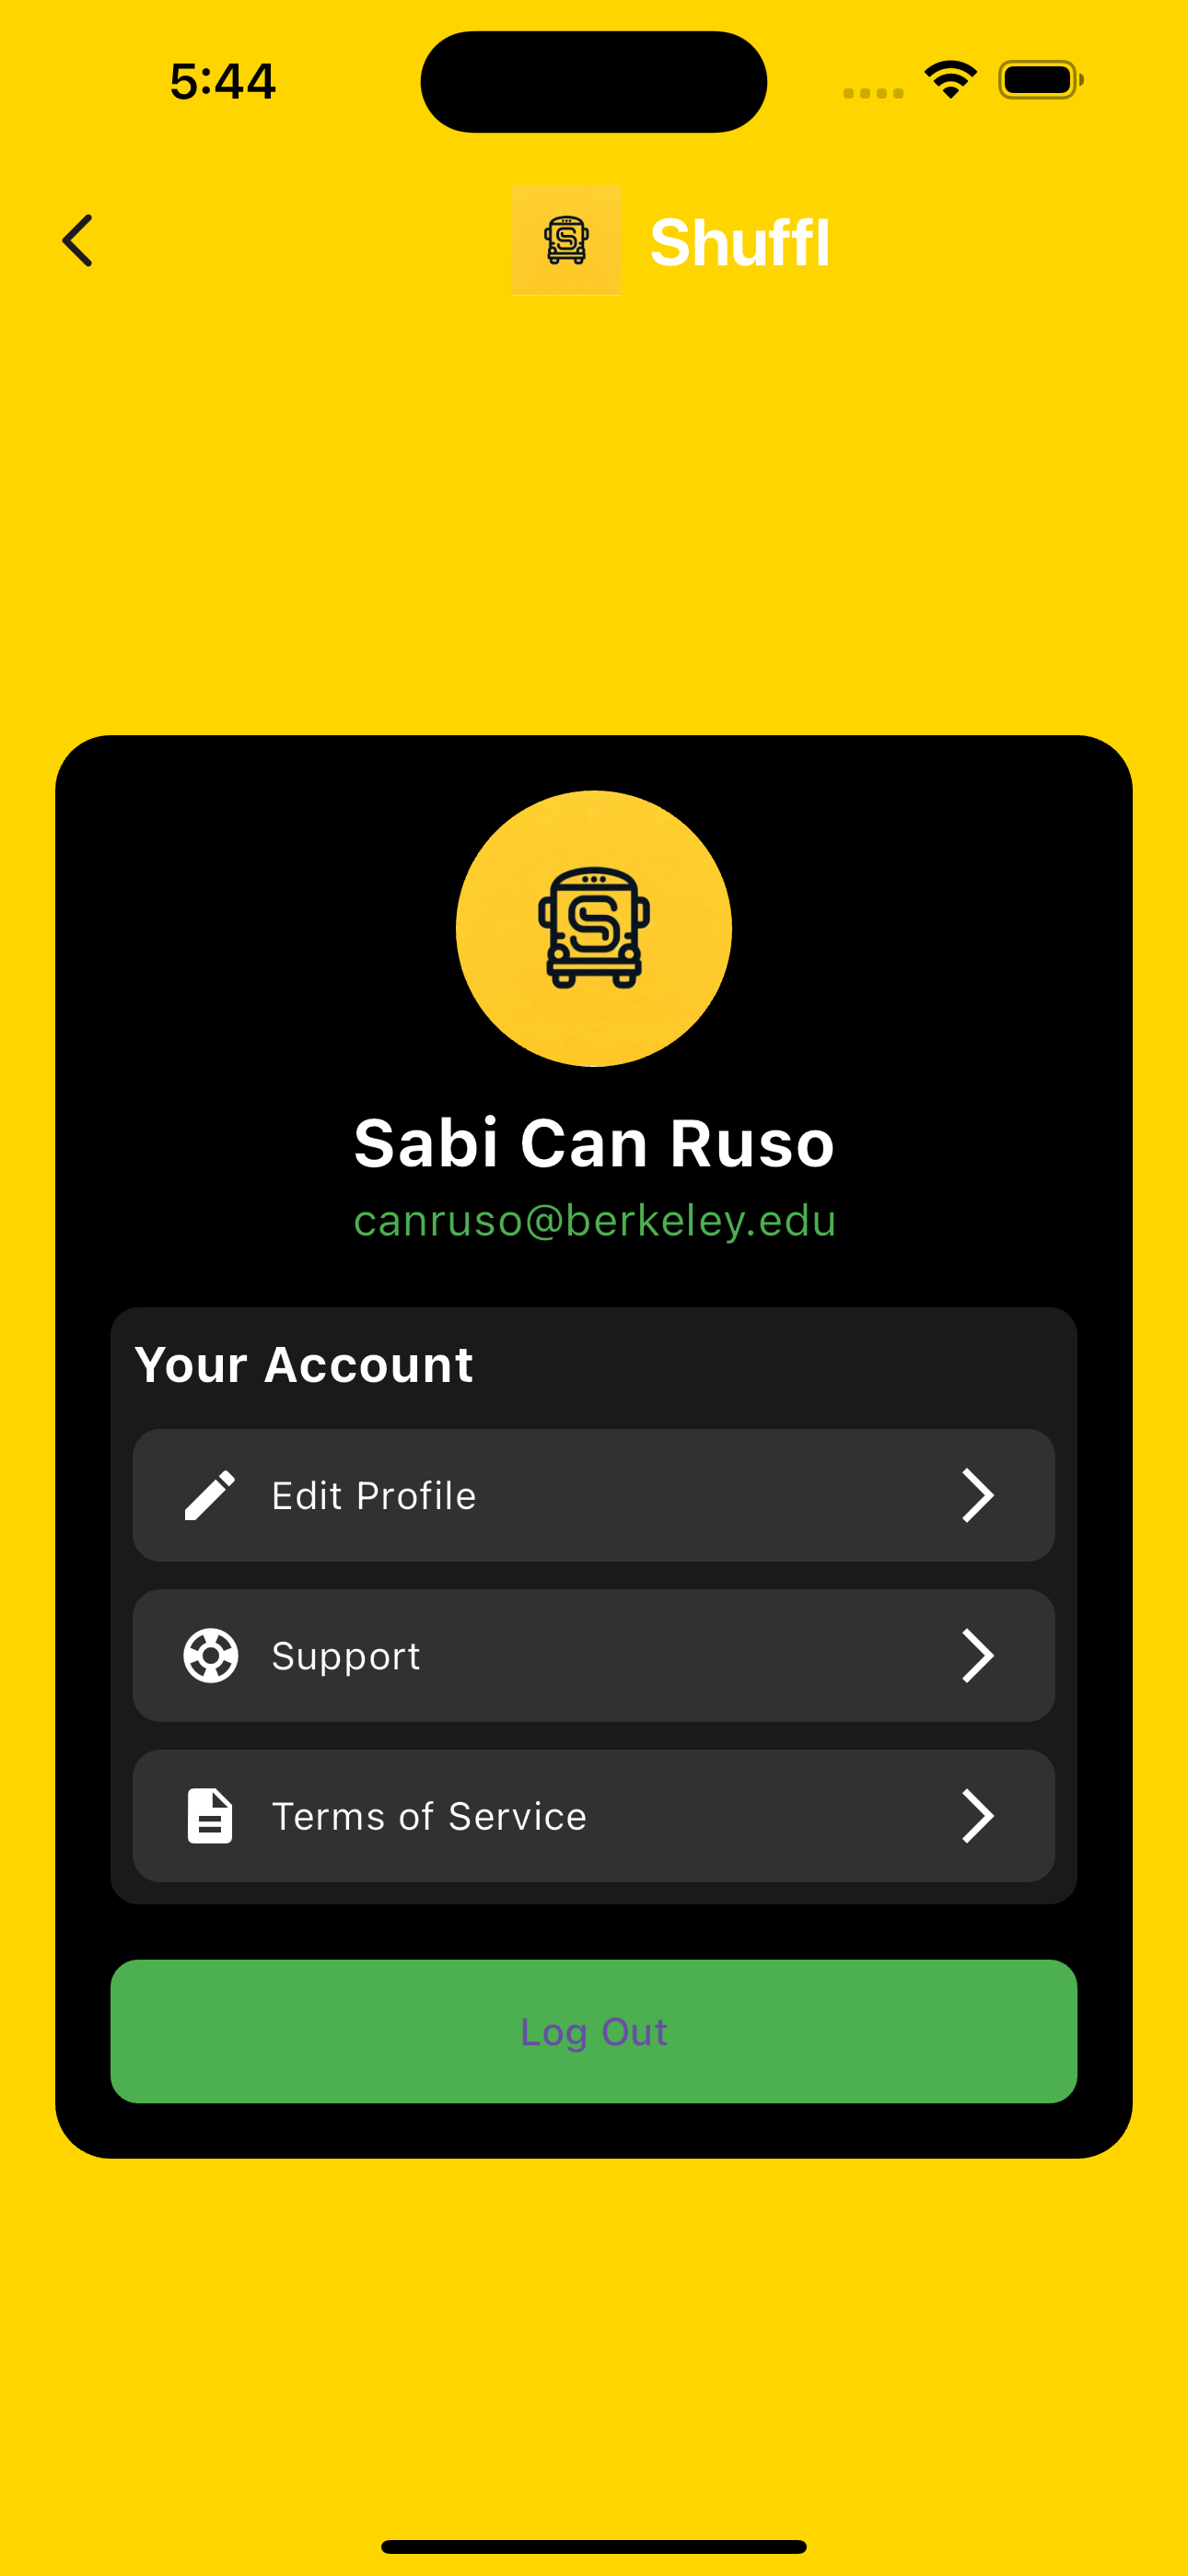 5:44
Shuffl
Sabi Can Ruso
canruso@berkeley.edu
Your Account
Edit Profile
Support
Terms of Service
Log Out